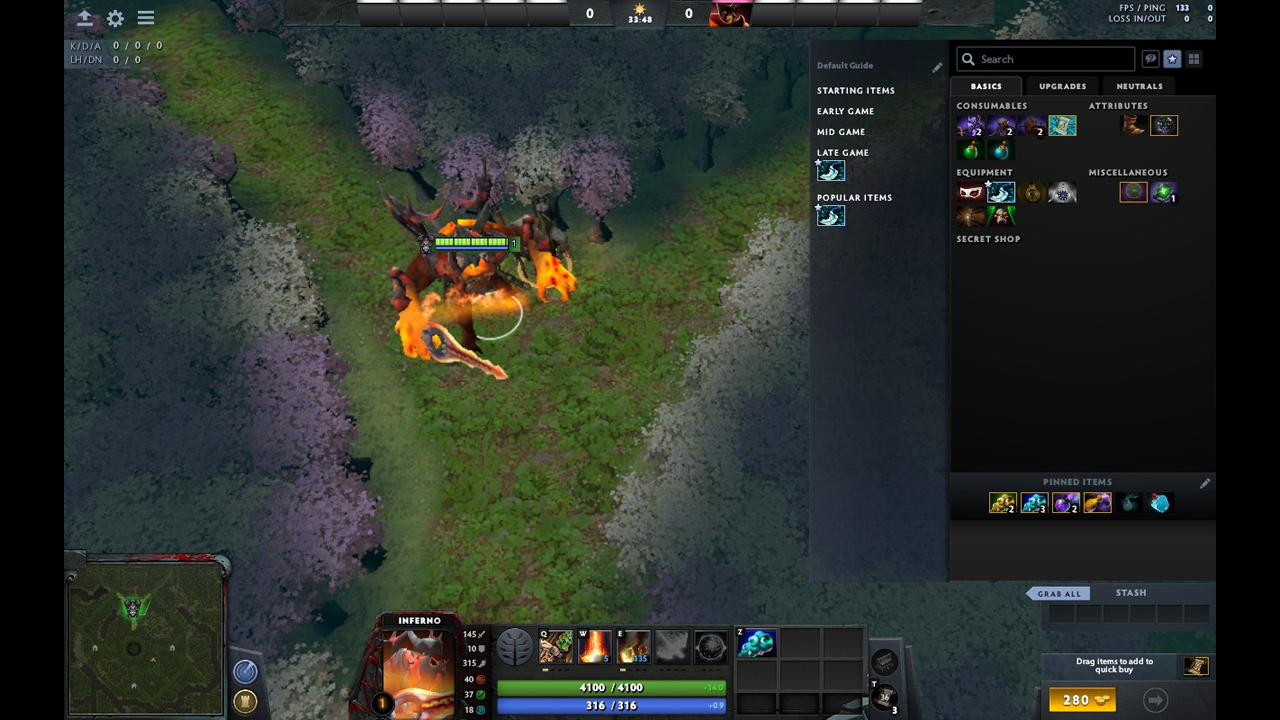 0
33:48
0
FPS / PING 133 0
LOSS IN/OUT 0 0
K/D/A 0 / 0 / 0
LH/DN 0 / 0
Default Guide
STARTING ITEMS
EARLY GAME
MID GAME
LATE GAME
POPULAR ITEMS
Search
BASICS UPGRADES NEUTRALS
CONSUMABLES ATTRIBUTES
2 2 2
EQUIPMENT MISCELLANEOUS
1
SECRET SHOP
PINNED ITEMS
2 3 2
GRAB ALL STASH
1
INFERNO
145
10
315
40
37
18
1
Q W E
5 135
Z
4100 / 4100 +14.0
316 / 316 +0.9
T
36
3
Drag items to add to
quick buy
280